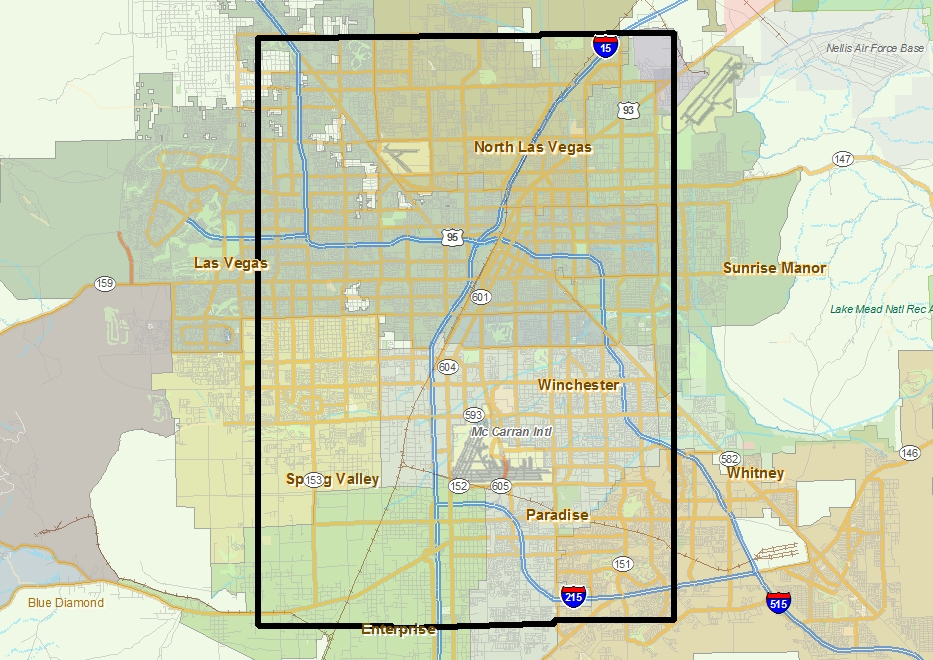 15
Nellis Air Force Base
93
North Las Vegas
147
95
Las Vegas
Sunrise Manor
159
601
Lake Mead Natl Rec A
604
Winchester
593
Mc Carran Intl
146
582
Whitney
Sp g Valley
153
152
605
Paradise
151
215
515
Blue Diamond
Enterprise